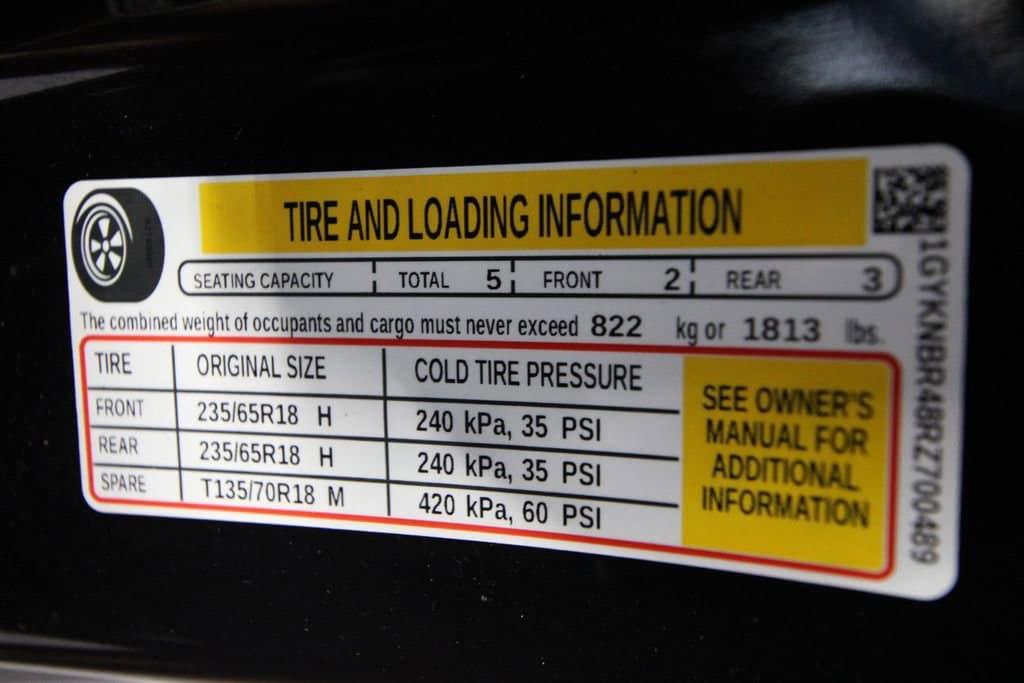 TIRE AND LOADING INFORMATION
SEATING CAPACITY TOTAL 5 FRONT 2 REAR 3
The combined weight of occupants and cargo must never exceed 822 kg or 1813 lbs.
TIRE ORIGINAL SIZE COLD TIRE PRESSURE
FRONT 235/65R18 H 240 kPa, 35 PSI
REAR 235/65R18 H 240 kPa, 35 PSI
SPARE T135/70R18 M 420 kPa, 60 PSI
SEE OWNER"S
MANUAL FOR
ADDITIONAL
INFORMATION
1GYKNBR48RZ700489